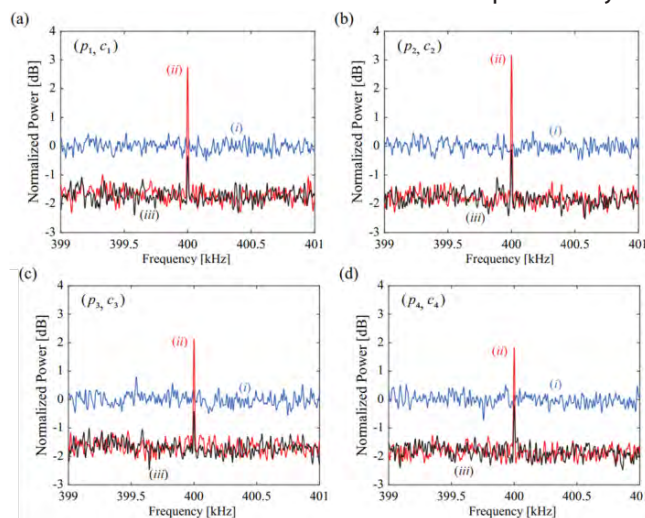 (a)
4
3
2
1
0
-1
-2
-3
Normalized Power [dB]
(p₁, c₁)
(ii)
(i)
(iii)
399 399.5 400 400.5 401
Frequency [kHz]
(b)
4
3
2
1
0
-1
-2
-3
Normalized Power [dB]
(p₂, c₂)
(ii)
(i)
(iii)
399 399.5 400 400.5 401
Frequency [kHz]
(c)
4
3
2
1
0
-1
-2
-3
Normalized Power [dB]
(p₃, c₃)
(ii)
(i)
(iii)
399 399.5 400 400.5 401
Frequency [kHz]
(d)
4
3
2
1
0
-1
-2
-3
Normalized Power [dB]
(p₄, c₄)
(ii)
(i)
(iii)
399 399.5 400 400.5 401
Frequency [kHz]